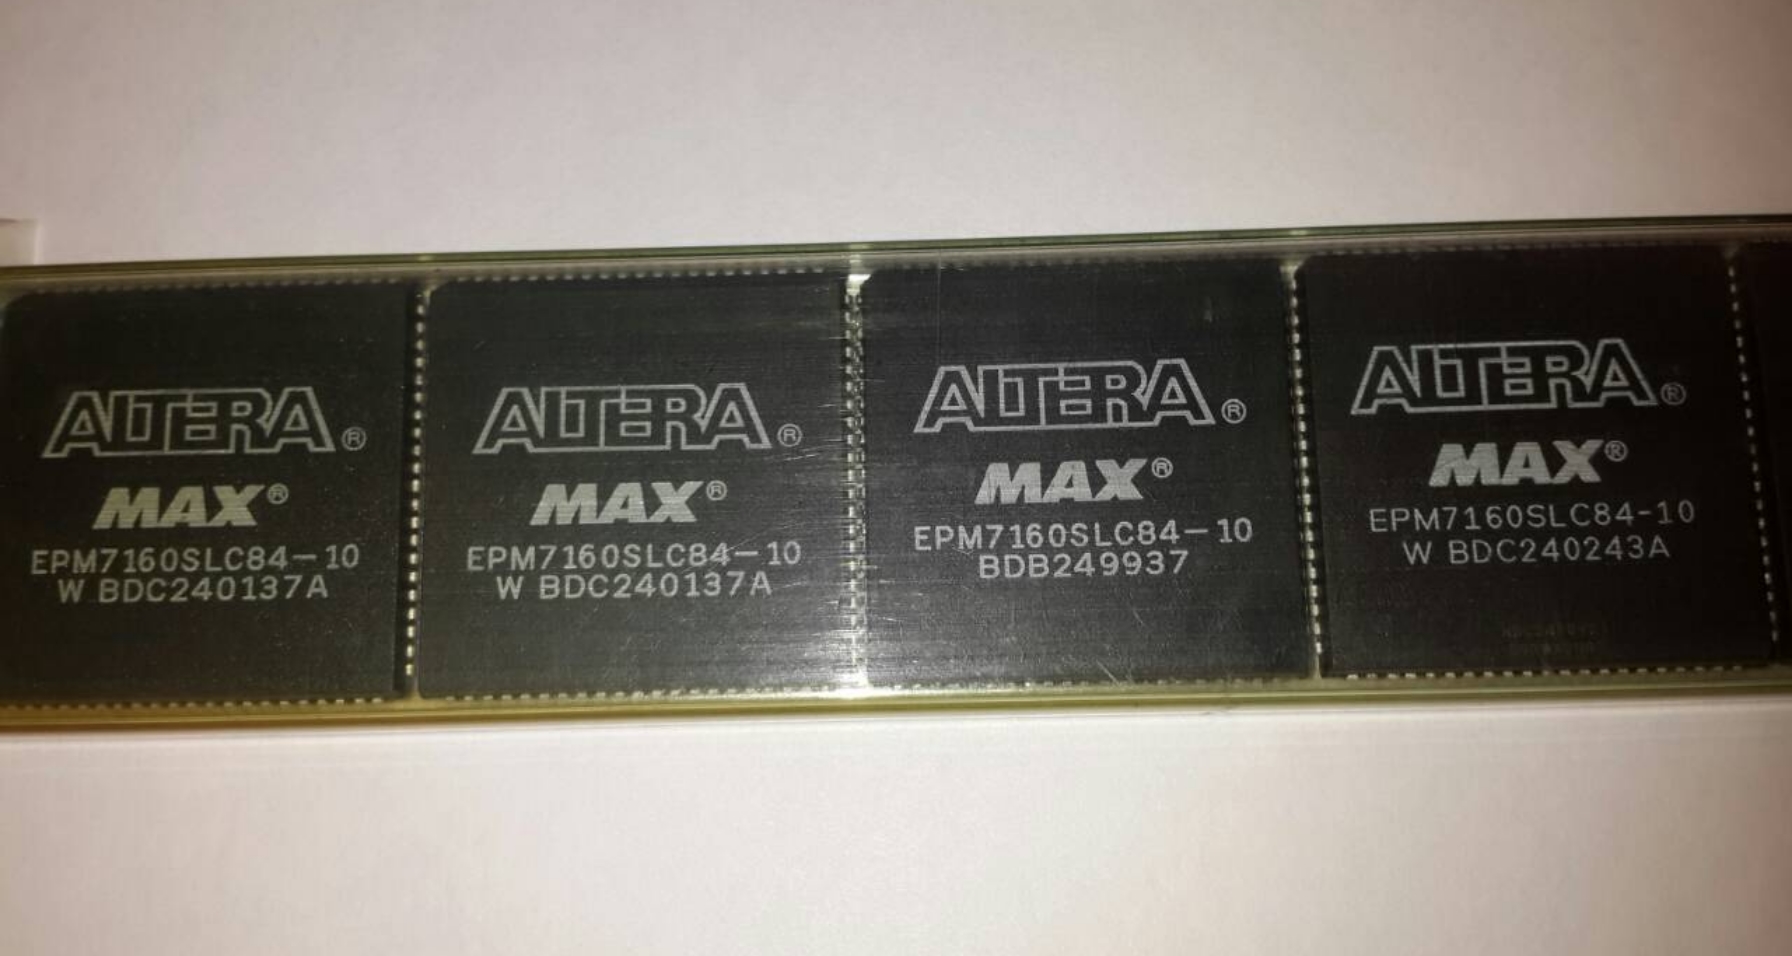 ALTERA®
MAX®
EPM7160SLC84-10
W BDC240137A
ALTERA®
MAX®
EPM7160SLC84-10
W BDC240137A
ALTERA®
MAX®
EPM7160SLC84-10
BDB249937
ALTERA®
MAX®
EPM7160SLC84-10
W BDC240243A